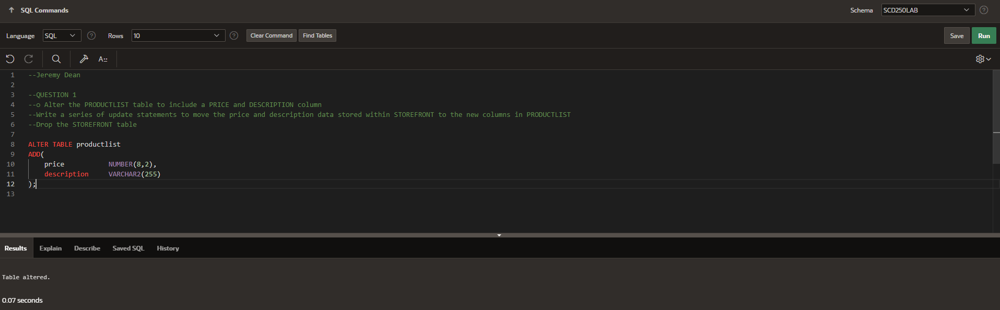 SQL Commands
Schema SCD250LAB ?
Language SQL ? Rows 10 ? Clear Command Find Tables Save Run
A::
1 --Jeremy Dean
2
3 --QUESTION 1
4 --o Alter the PRODUCTLIST table to include a PRICE and DESCRIPTION column
5 --Write a series of update statements to move the price and description data stored within STOREFRONT to the new columns in PRODUCTLIST
6 --Drop the STOREFRONT table
7
8 ALTER TABLE productlist
9 ADD(
10 price NUMBER(8,2),
11 description VARCHAR2(255)
12 );
13
Results Explain Describe Saved SQL History
Table altered.
0.07 seconds